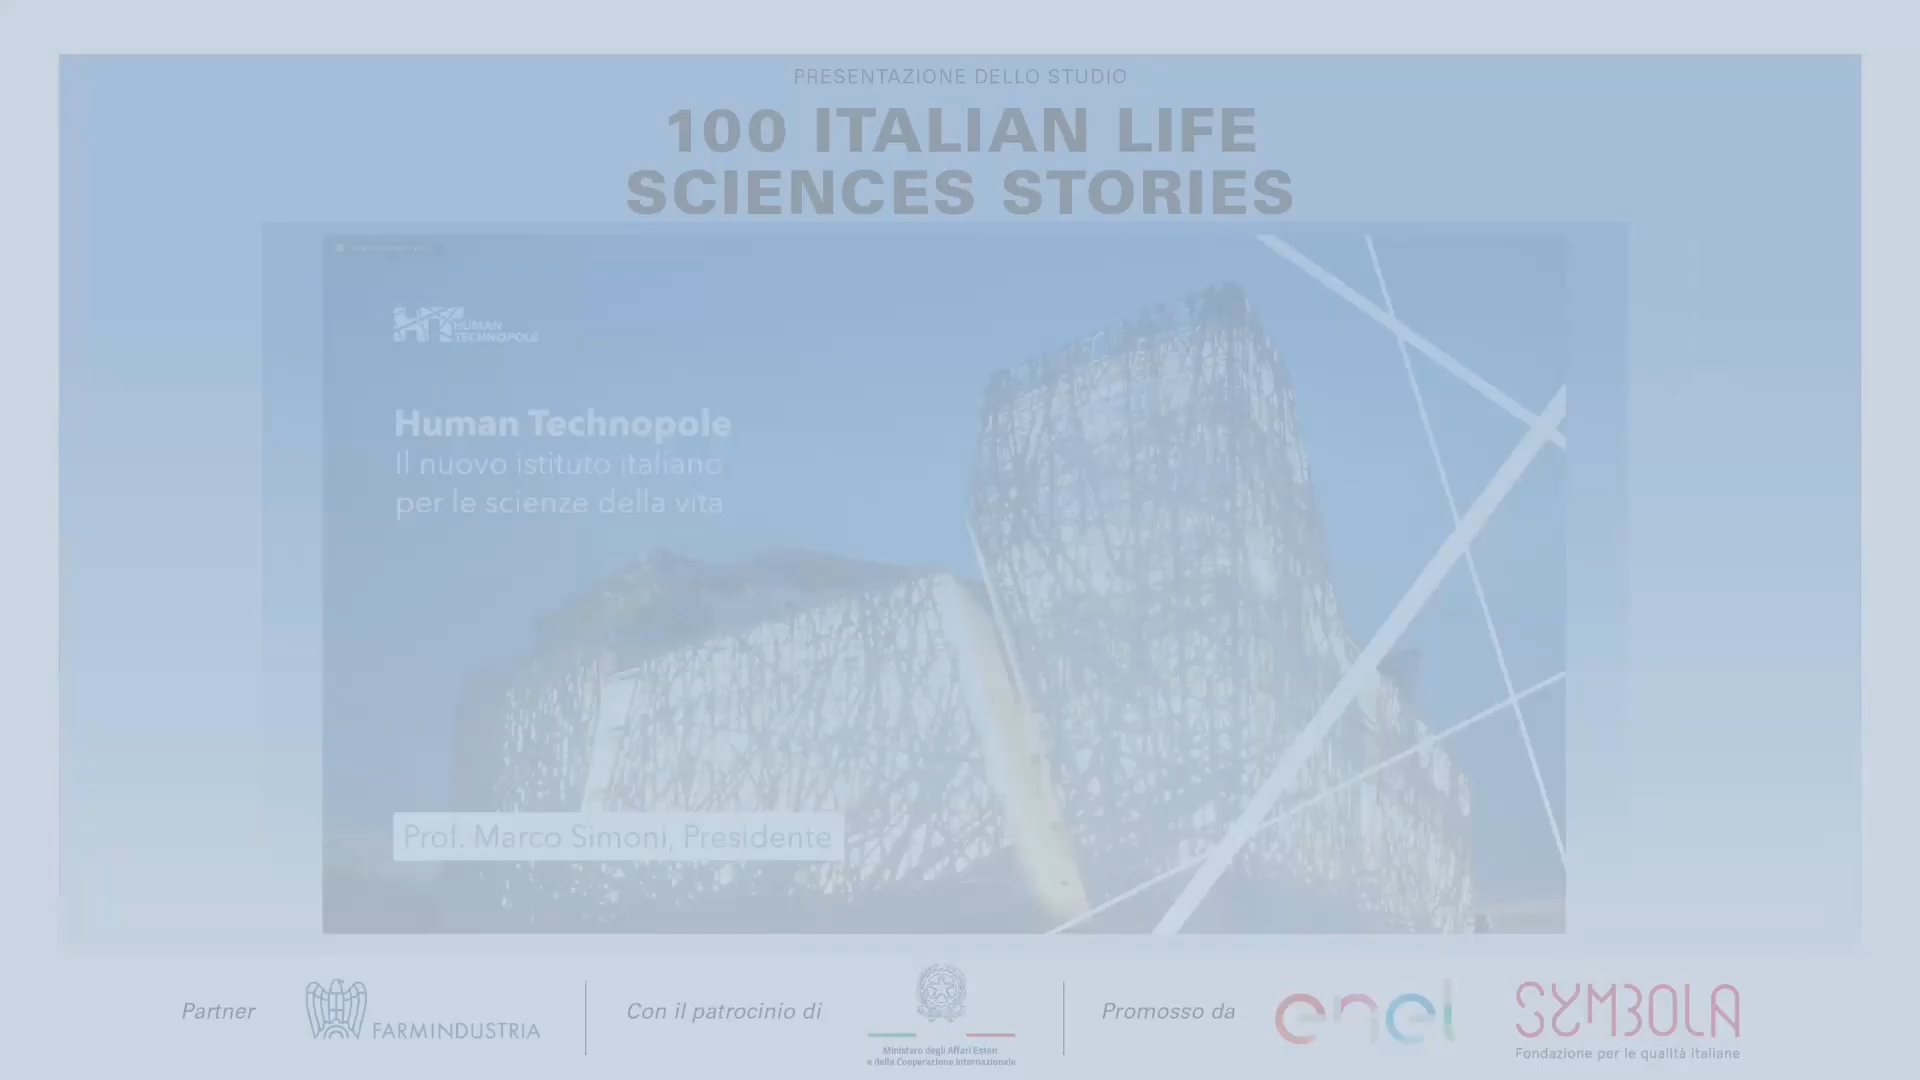 PRESENTAZIONE DELLO STUDIO
100 ITALIAN LIFE
SCIENCES STORIES
HUMAN
TECHNOPOLE
Human Technopole
Il nuovo istituto italiano
per le scienze della vita
Prof. Marco Simoni, Presidente
Partner
FARMINDUSTRIA
Con il patrocinio di
Ministero degli Affari Esteri
e della Cooperazione Internazionale
Promosso da
enel
SYMBOLA
Fondazione per le qualità italiane